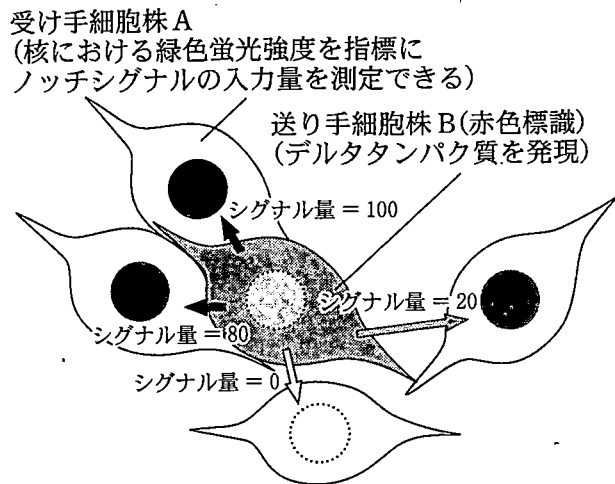 受け手細胞株A
(核における緑色蛍光強度を指標に
ノッチシグナルの入力量を測定できる)
送り手細胞株B(赤色標識)
(デルタタンパク質を発現)
シグナル量＝100
シグナル量＝20
シグナル量＝80
シグナル量＝0